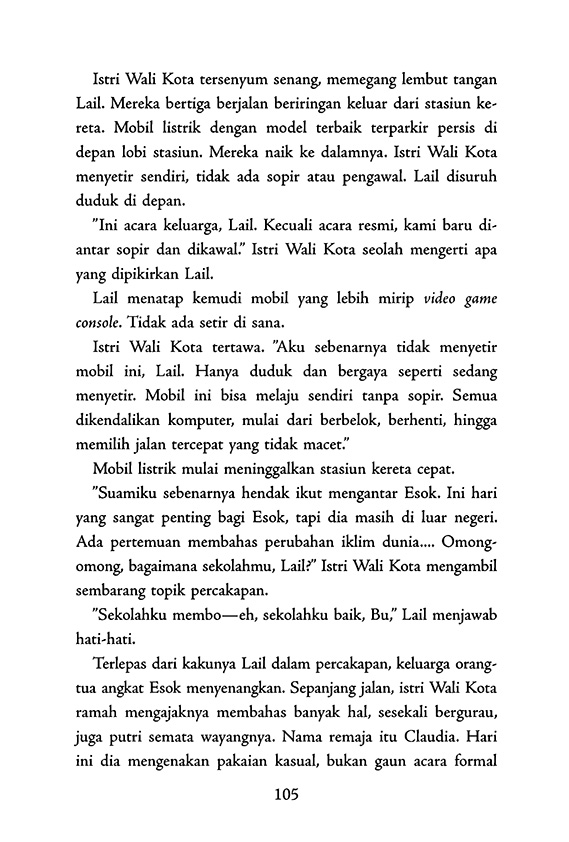 Istri Wali Kota tersenyum senang, memegang lembut tangan
Lail. Mereka bertiga berjalan beriringan keluar dari stasiun ke-
reta. Mobil listrik dengan model terbaik terparkir persis di
depan lobi stasiun. Mereka naik ke dalamnya. Istri Wali Kota
menyetir sendiri, tidak ada sopir atau pengawal. Lail disuruh
duduk di depan.
”Ini acara keluarga, Lail. Kecuali acara resmi, kami baru di-
antar sopir dan dikawal.” Istri Wali Kota seolah mengerti apa
yang dipikirkan Lail.
Lail menatap kemudi mobil yang lebih mirip video game
console. Tidak ada setir di sana.
Istri Wali Kota tertawa. ”Aku sebenarnya tidak menyetir
mobil ini, Lail. Hanya duduk dan bergaya seperti sedang
menyetir. Mobil ini bisa melaju sendiri tanpa sopir. Semua
dikendalikan komputer, mulai dari berbelok, berhenti, hingga
memilih jalan tercepat yang tidak macet.”
Mobil listrik mulai meninggalkan stasiun kereta cepat.
”Suamiku sebenarnya hendak ikut mengantar Esok. Ini hari
yang sangat penting bagi Esok, tapi dia masih di luar negeri.
Ada pertemuan membahas perubahan iklim dunia.... Omong-
omong, bagaimana sekolahmu, Lail?” Istri Wali Kota mengambil
sembarang topik percakapan.
”Sekolahku membo—eh, sekolahku baik, Bu,” Lail menjawab
hati-hati.
Terlepas dari kakunya Lail dalam percakapan, keluarga orang-
tua angkat Esok menyenangkan. Sepanjang jalan, istri Wali Kota
ramah mengajaknya membahas banyak hal, sesekali bergurau,
juga putri semata wayangnya. Nama remaja itu Claudia. Hari
ini dia mengenakan pakaian kasual, bukan gaun acara formal
105